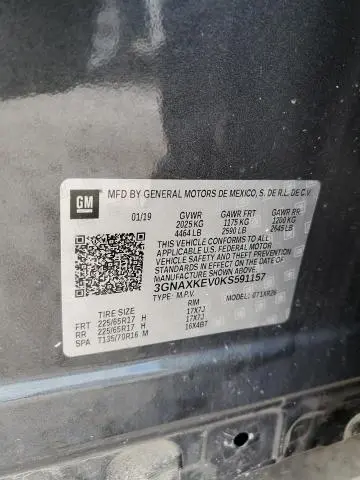 GM
MFD BY GENERAL MOTORS DE MEXICO, S. DE R.L. DE C.V.
01/19 GVWR GAWR FRT GAWR RR
2025 KG 1175 KG 1200 KG
4464 LB 2590 LB 2645 LB
THIS VEHICLE CONFORMS TO ALL
APPLICABLE U.S. FEDERAL MOTOR
VEHICLE SAFETY AND THEFT PREVENTION
STANDARDS IN EFFECT ON THE DATE OF
MANUFACTURE SHOWN ABOVE.
3GNAXKEV0KS591157
TYPE: M.P.V. MODEL: 1XR26
TIRE SIZE RIM
FRT 225/65R17 H 17X7J
RR 225/65R17 H 17X7J
SPA T135/70R16 M 16X4BT